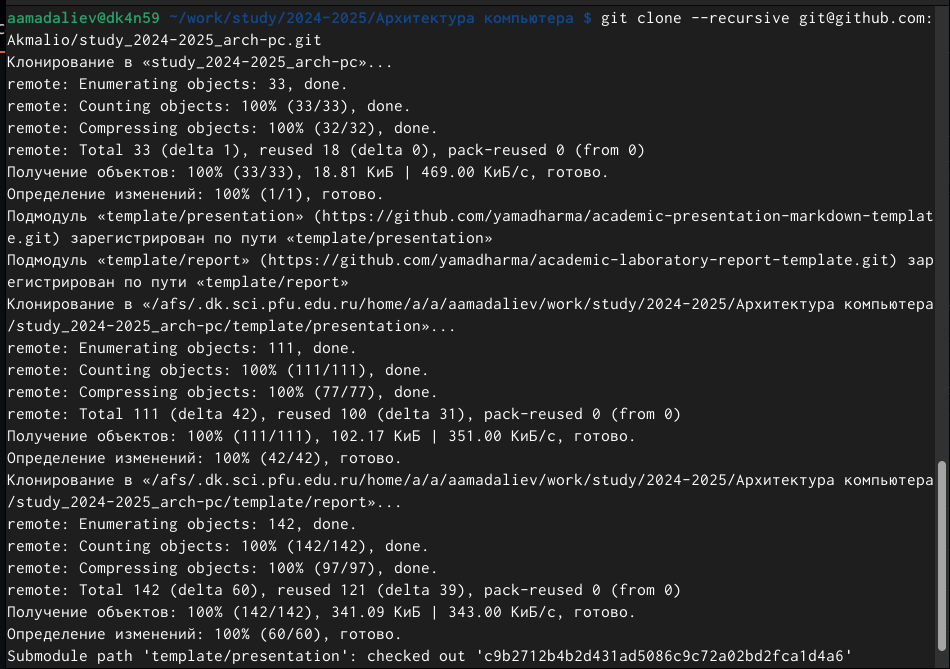 aamadaliev@dk4n59 ~/work/study/2024-2025/Архитектура компьютера $ git clone --recursive git@github.com:
Akmalio/study_2024-2025_arch-pc.git
Клонирование в «study_2024-2025_arch-pc»...
remote: Enumerating objects: 33, done.
remote: Counting objects: 100% (33/33), done.
remote: Compressing objects: 100% (32/32), done.
remote: Total 33 (delta 1), reused 18 (delta 0), pack-reused 0 (from 0)
Получение объектов: 100% (33/33), 18.81 КиБ | 469.00 КиБ/с, готово.
Определение изменений: 100% (1/1), готово.
Подмодуль «template/presentation» (https://github.com/yamadharma/academic-presentation-markdown-templat
e.git) зарегистрирован по пути «template/presentation»
Подмодуль «template/report» (https://github.com/yamadharma/academic-laboratory-report-template.git) зар
егистрирован по пути «template/report»
Клонирование в «/afs/.dk.sci.pfu.edu.ru/home/a/a/aamadaliev/work/study/2024-2025/Архитектура компьютера
/study_2024-2025_arch-pc/template/presentation»...
remote: Enumerating objects: 111, done.
remote: Counting objects: 100% (111/111), done.
remote: Compressing objects: 100% (77/77), done.
remote: Total 111 (delta 42), reused 100 (delta 31), pack-reused 0 (from 0)
Получение объектов: 100% (111/111), 102.17 КиБ | 351.00 КиБ/с, готово.
Определение изменений: 100% (42/42), готово.
Клонирование в «/afs/.dk.sci.pfu.edu.ru/home/a/a/aamadaliev/work/study/2024-2025/Архитектура компьютера
/study_2024-2025_arch-pc/template/report»...
remote: Enumerating objects: 142, done.
remote: Counting objects: 100% (142/142), done.
remote: Compressing objects: 100% (97/97), done.
remote: Total 142 (delta 60), reused 121 (delta 39), pack-reused 0 (from 0)
Получение объектов: 100% (142/142), 341.09 КиБ | 343.00 КиБ/с, готово.
Определение изменений: 100% (60/60), готово.
Submodule path 'template/presentation': checked out 'c9b2712b4b2d431ad5086c9c72a02bd2fca1d4a6'